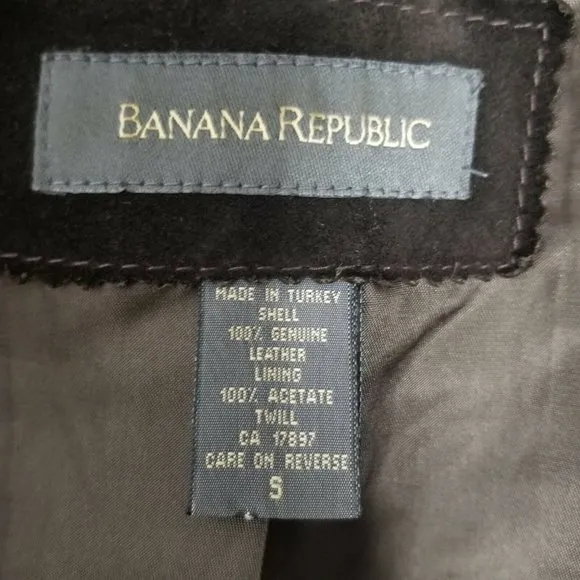 BANANA REPUBLIC
MADE IN TURKEY
SHELL
100% GENUINE
LEATHER
LINING
100% ACETATE
TWILL
CA 17897
CARE ON REVERSE
S